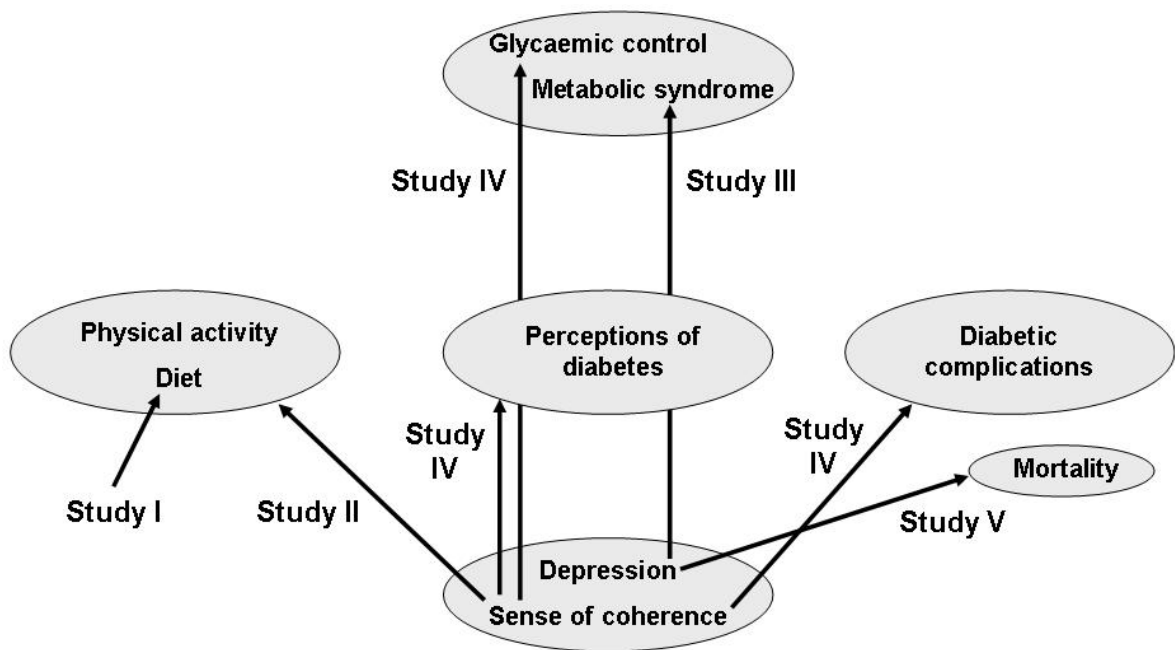 Glycaemic control
Metabolic syndrome
Study IV
Study III
Physical activity
Diet
Perceptions of
diabetes
Diabetic
complications
Study
IV
Study
IV
Mortality
Study I
Study II
Study V
Depression
Sense of coherence